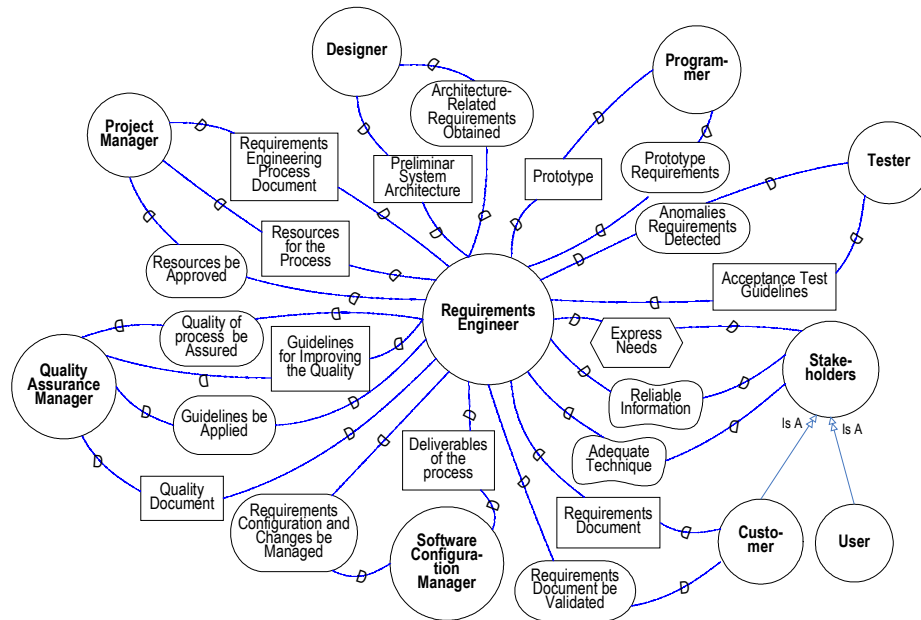 Designer
Program-
mer
Architecture-
Related
Requirements
Obtained
Project
Manager
Requirements
Engineering
Process
Document
Preliminar
System
Architecture
Prototype
Prototype
Requirements
Tester
Anomalies
Requirements
Detected
Resources
for the
Process
Resources be
Approved
Acceptance Test
Guidelines
Requirements
Engineer
Quality of
process be
Assured
Guidelines
for Improving
the Quality
Express
Needs
Stake-
holders
Quality
Assurance
Manager
Reliable
Information
Guidelines be
Applied
Is A
Is A
Deliverables
of the
process
Adequate
Technique
Quality
Document
Requirements
Configuration and
Changes be
Managed
Requirements
Document
Software
Configura-
tion
Manager
Custo-
mer
User
Requirements
Document be
Validated